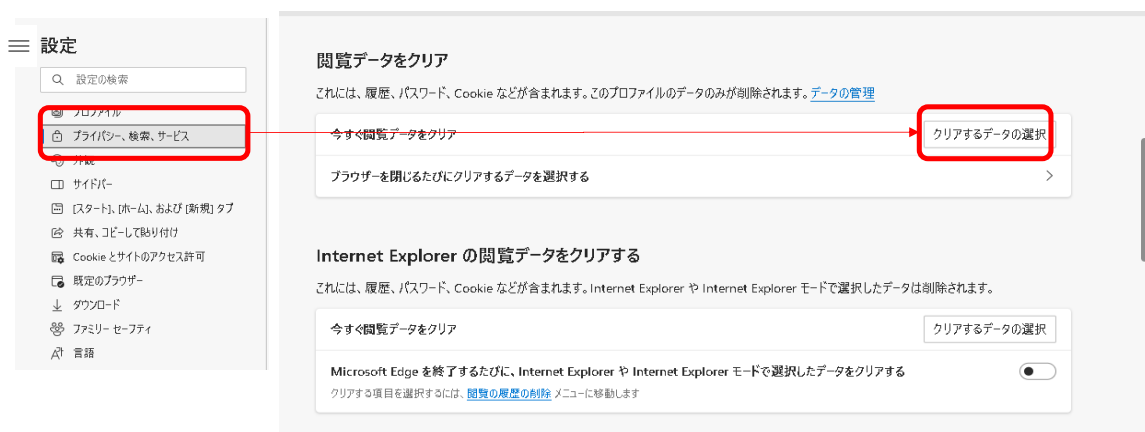 設定
設定の検索
プロファイル
プライバシー、検索、サービス
外観
サイドバー
[スタート]、[ホーム]、および [新規] タブ
共有、コピーして貼り付け
Cookie とサイトのアクセス許可
既定のブラウザー
ダウンロード
ファミリー セーフティ
言語
閲覧データをクリア
これには、履歴、パスワード、Cookie などが含まれます。このプロファイルのデータのみが削除されます。データの管理
今すぐ閲覧データをクリア
クリアするデータの選択
ブラウザーを閉じるたびにクリアするデータを選択する
Internet Explorer の閲覧データをクリアする
これには、履歴、パスワード、Cookie などが含まれます。Internet Explorer や Internet Explorer モードで選択したデータは削除されます。
今すぐ閲覧データをクリア
クリアするデータの選択
Microsoft Edge を終了するたびに、Internet Explorer や Internet Explorer モードで選択したデータをクリアする
クリアする項目を選択するには、閲覧の履歴の削除 メニューに移動します